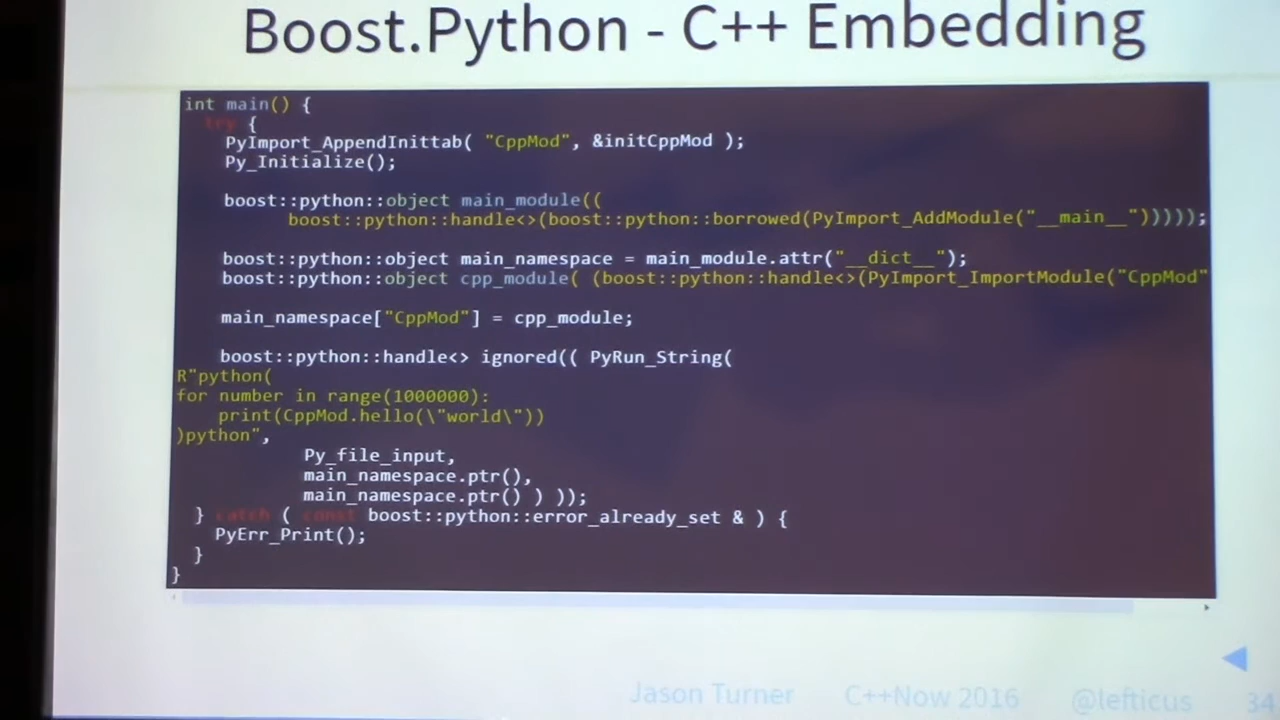 Boost.Python - C++ Embedding
int main() {
try {
PyImport_AppendInittab( "CppMod", &initCppMod );
Py_Initialize();
boost::python::object main_module((
boost::python::handle<>(boost::python::borrowed(PyImport_AddModule("__main__")))));
boost::python::object main_namespace = main_module.attr("__dict__");
boost::python::object cpp_module( (boost::python::handle<>(PyImport_ImportModule("CppMod"
main_namespace["CppMod"] = cpp_module;
boost::python::handle<> ignored(( PyRun_String(
R"python(
for number in range(1000000):
print(CppMod.hello(\"world\"))
)python",
Py_file_input,
main_namespace.ptr(),
main_namespace.ptr() ) ));
} catch ( const boost::python::error_already_set & ) {
PyErr_Print();
}
}
Jason Turner C++Now 2016 @lefticus 34